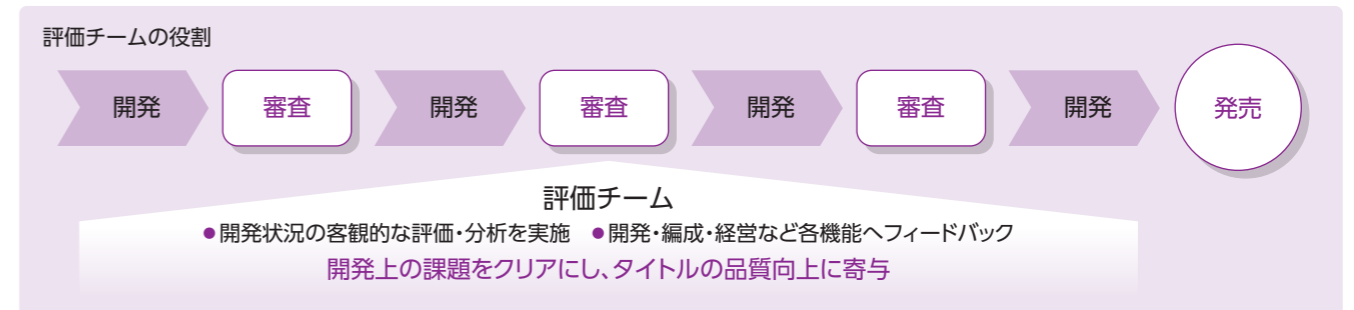 評価チームの役割
開発 審査 開発 審査 開発 審査 開発 発売
評価チーム
●開発状況の客観的な評価・分析を実施 ●開発・編成・経営など各機能へフィードバック
開発上の課題をクリアにし、タイトルの品質向上に寄与